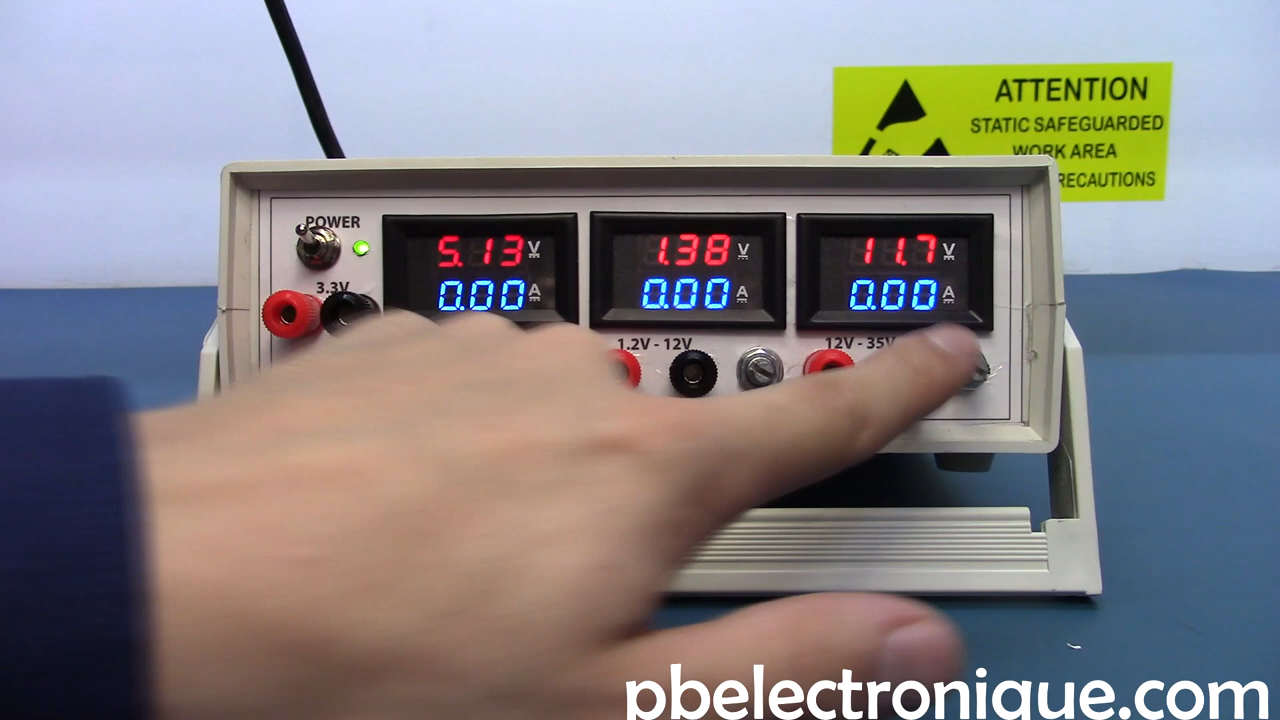 ATTENTION
STATIC SAFEGUARDED
WORK AREA
RECAUTIONS
POWER
5.13 V
0.00 A
1.38 V
0.00 A
11.7 V
0.00 A
3.3V
1.2V - 12V
12V - 35V
pbelectronique.com